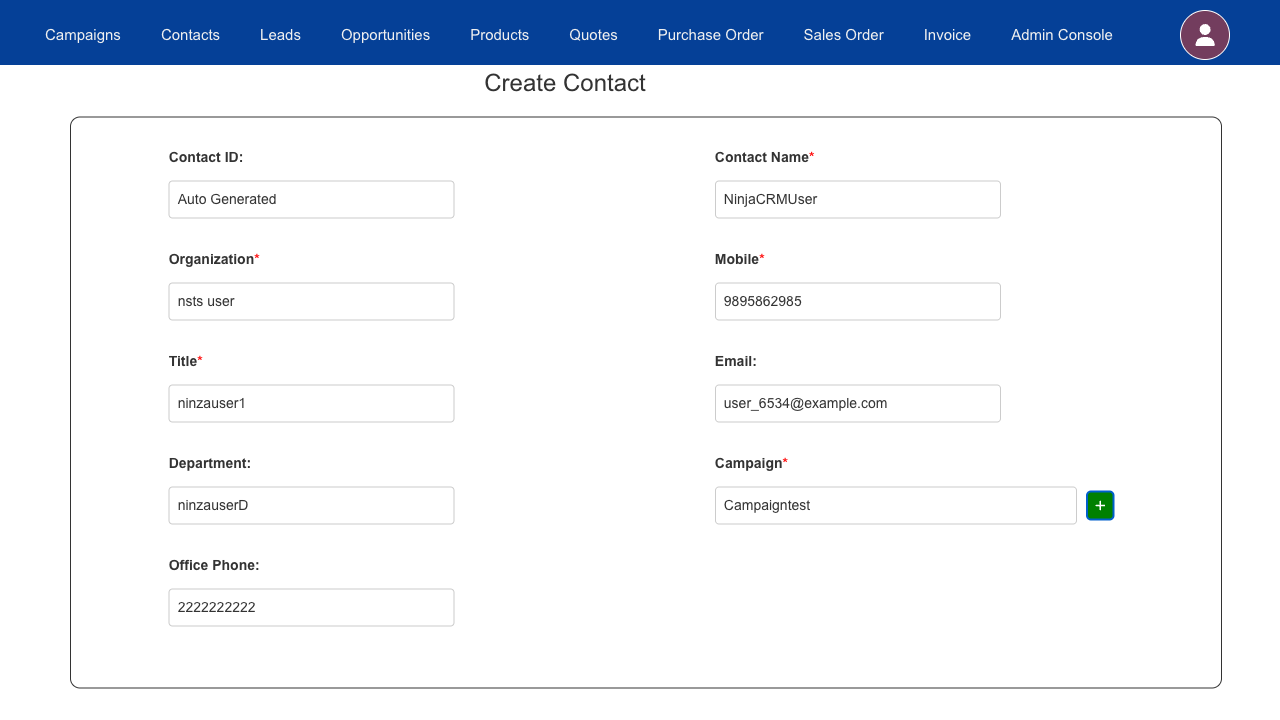 Campaigns Contacts Leads Opportunities Products Quotes Purchase Order Sales Order Invoice Admin Console
Create Contact
Contact ID:
Auto Generated
Contact Name*
NinjaCRMUser
Organization*
nsts user
Mobile*
9895862985
Title*
ninzauser1
Email:
user_6534@example.com
Department:
ninzauserD
Campaign*
Campaigntest
+
Office Phone:
2222222222